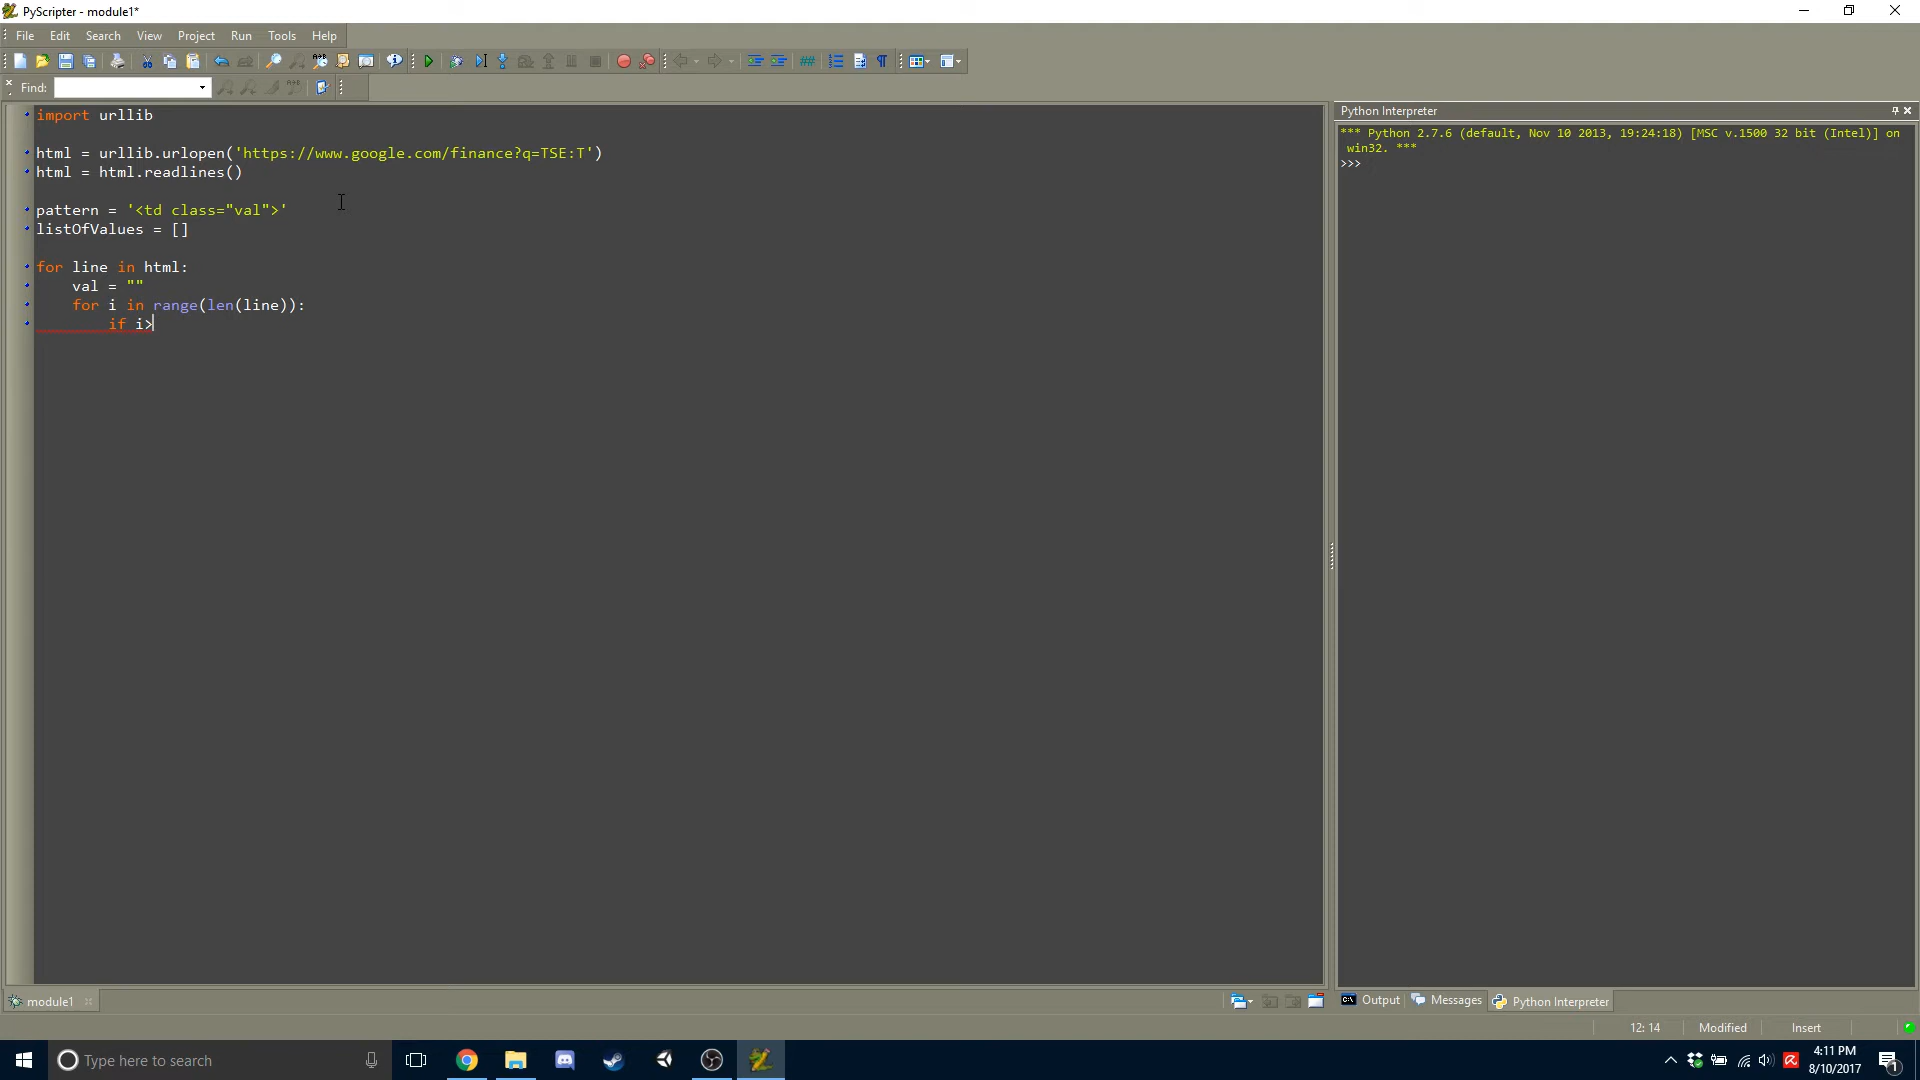 PyScripter - module1*
File Edit Search View Project Run Tools Help
Find:
import urllib
html = urllib.urlopen('https://www.google.com/finance?q=TSE:T')
html = html.readlines()
pattern = '<td class="val">'
listOfValues = []
for line in html:
    val = ""
    for i in range(len(line)):
        if i>
Python Interpreter
*** Python 2.7.6 (default, Nov 10 2013, 19:24:18) [MSC v.1500 32 bit (Intel)] on
win32. ***
>>>
module1
Output Messages Python Interpreter
12: 14 Modified Insert
Type here to search
4:11 PM
8/10/2017
1